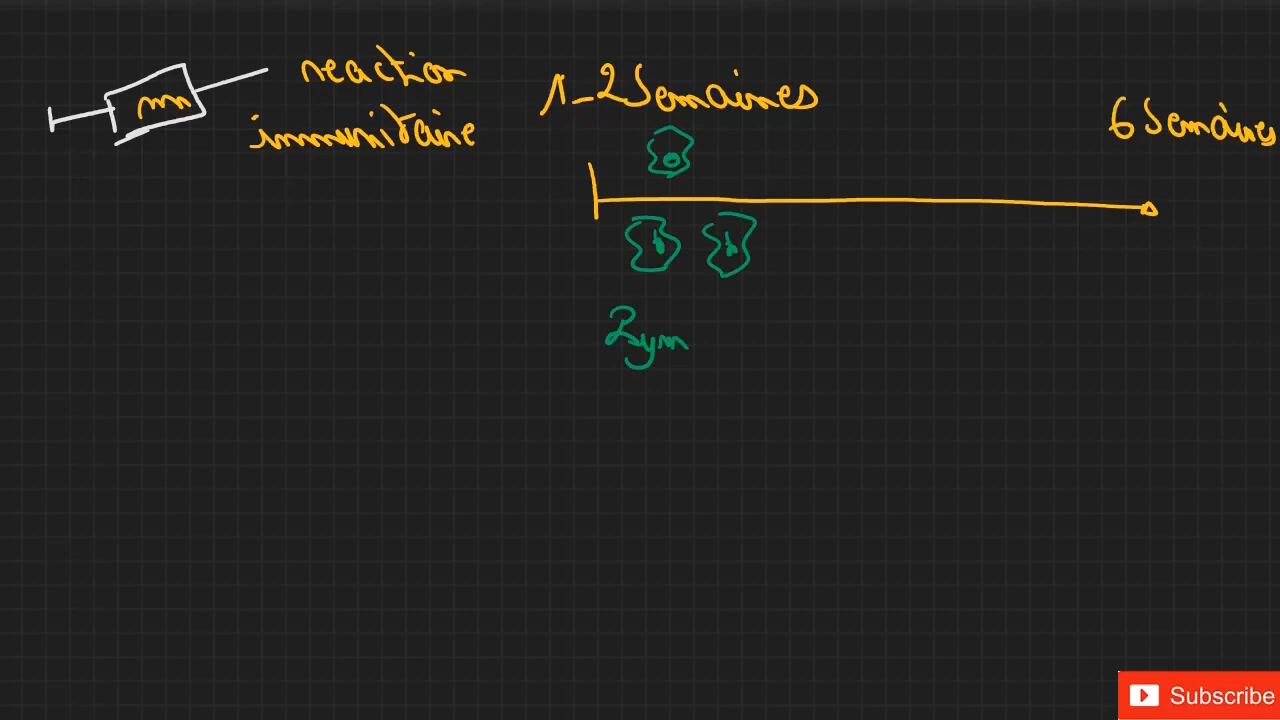 reaction
immunitaire
1-2 Semaines
6 Semaines
Lym
Subscribe